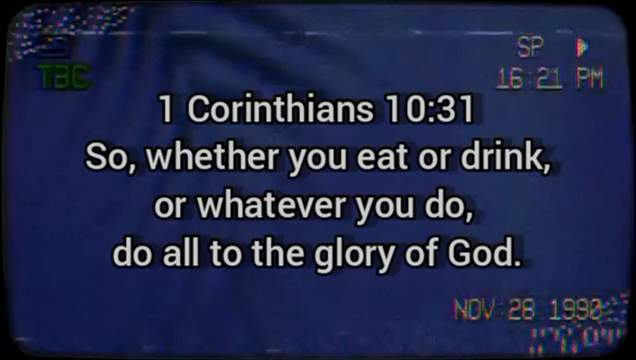 SP
TBC
16:21 PM
1 Corinthians 10:31
So, whether you eat or drink,
or whatever you do,
do all to the glory of God.
NOV 28 1990